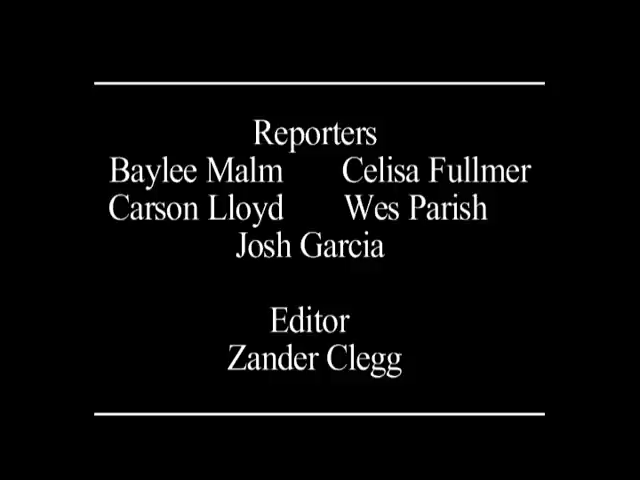 Reporters
Baylee Malm Celisa Fullmer
Carson Lloyd Wes Parish
Josh Garcia
Editor
Zander Clegg